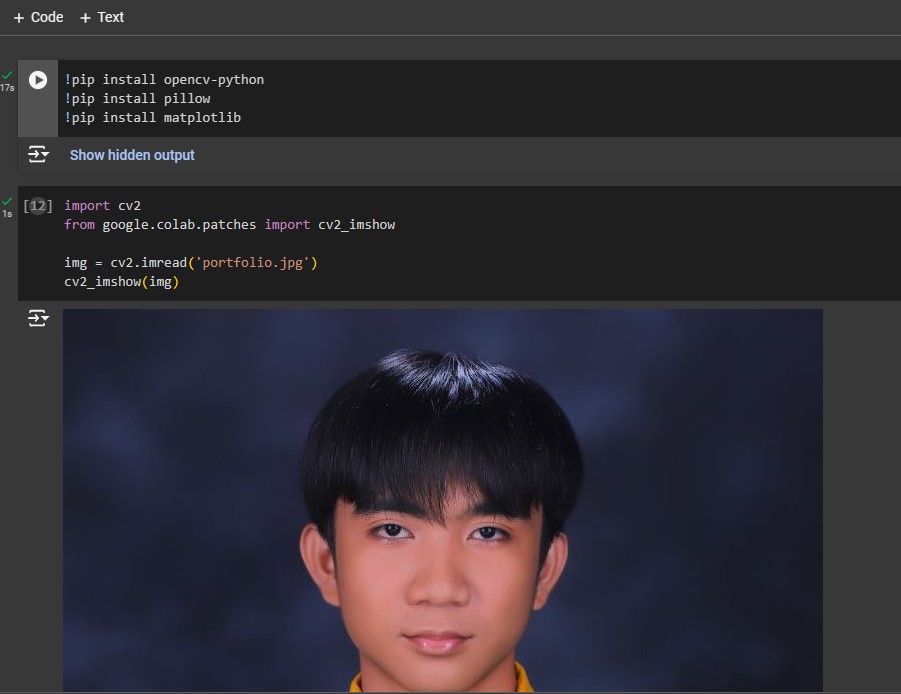 + Code + Text
17s
!pip install opencv-python
!pip install pillow
!pip install matplotlib
Show hidden output
1s
[12]
import cv2
from google.colab.patches import cv2_imshow
img = cv2.imread('portfolio.jpg')
cv2_imshow(img)